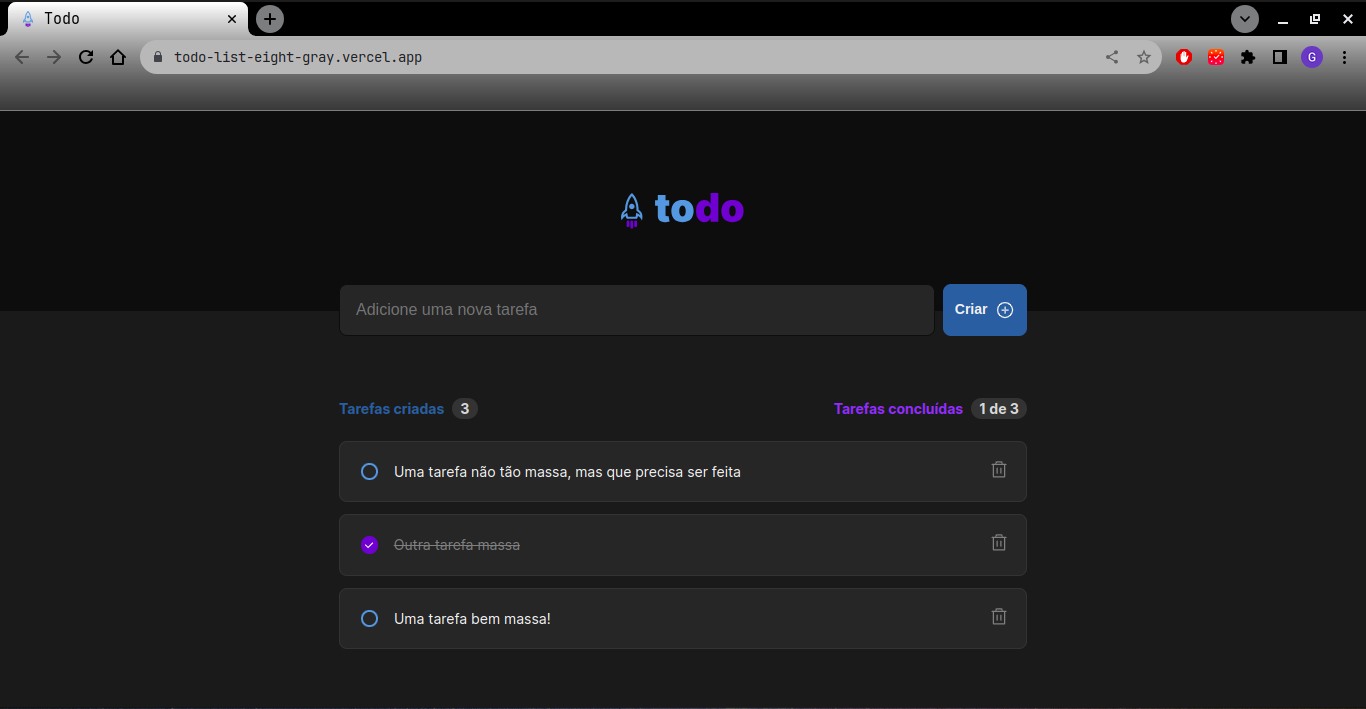 Todo
todo-list-eight-gray.vercel.app
G
todo
Adicione uma nova tarefa
Criar
Tarefas criadas 3
Tarefas concluídas 1 de 3
Uma tarefa não tão massa, mas que precisa ser feita
Outra tarefa massa
Uma tarefa bem massa!